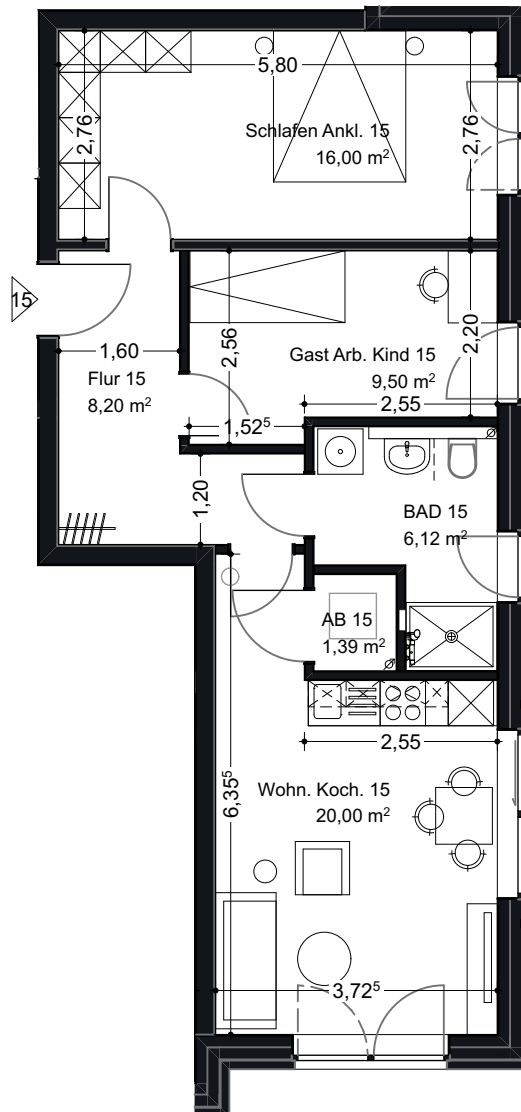 5,80
2,76
2,76
Schlafen Ankl. 15
16,00 m²
15
1,60
Flur 15
8,20 m²
2,56
2,20
Gast Arb. Kind 15
9,50 m²
2,55
1,52⁵
1,20
BAD 15
6,12 m²
AB 15
1,39 m²
2,55
6,35⁵
Wohn. Koch. 15
20,00 m²
3,72⁵